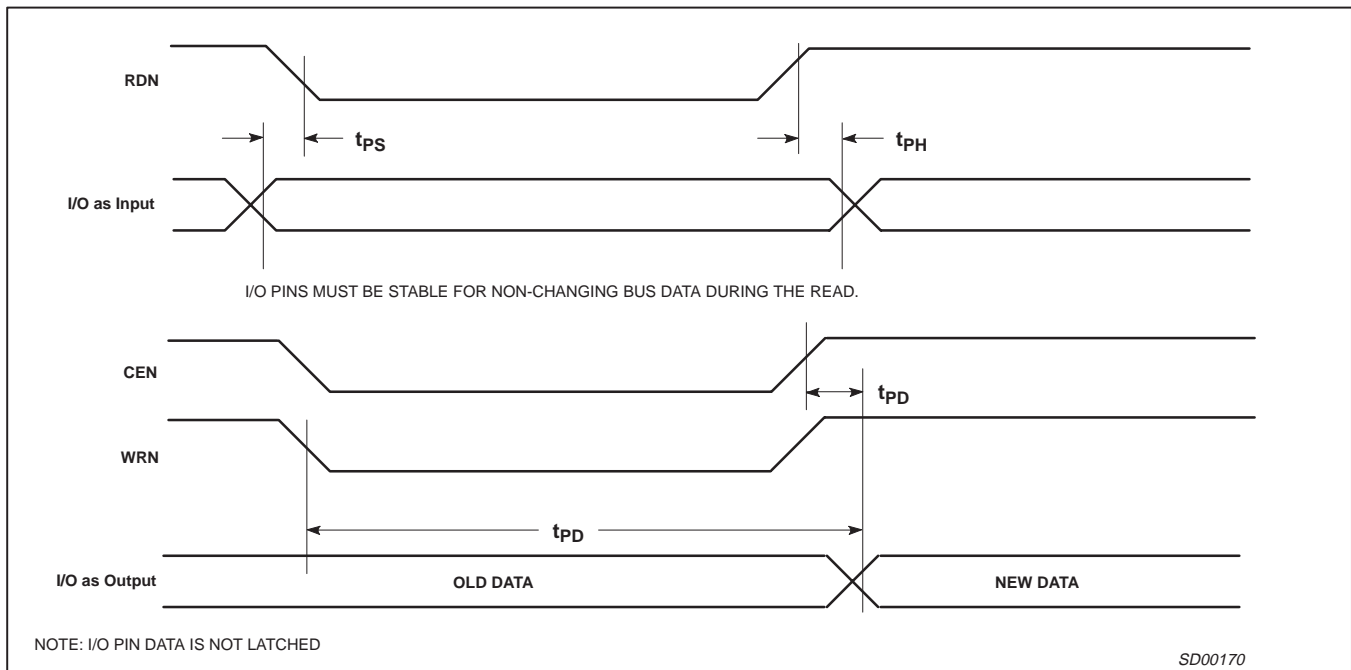 RDN
tPS
tPH
I/O as Input
I/O PINS MUST BE STABLE FOR NON-CHANGING BUS DATA DURING THE READ.
CEN
tPD
WRN
tPD
I/O as Output
OLD DATA
NEW DATA
NOTE: I/O PIN DATA IS NOT LATCHED
SD00170